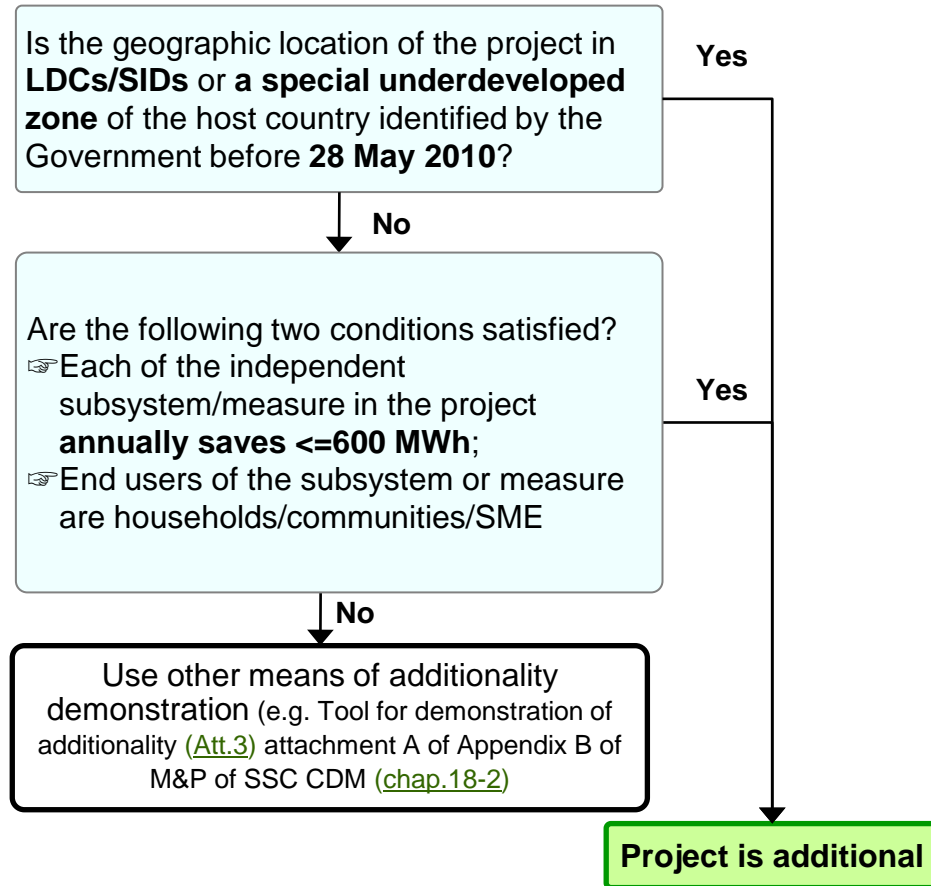 Is the geographic location of the project in
LDCs/SIDs or a special underdeveloped
zone of the host country identified by the
Government before 28 May 2010?
Yes
No
Are the following two conditions satisfied?
☞Each of the independent
subsystem/measure in the project
annually saves <=600 MWh;
☞End users of the subsystem or measure
are households/communities/SME
Yes
No
Use other means of additionality
demonstration (e.g. Tool for demonstration of
additionality (Att.3) attachment A of Appendix B of
M&P of SSC CDM (chap.18-2)
Project is additional